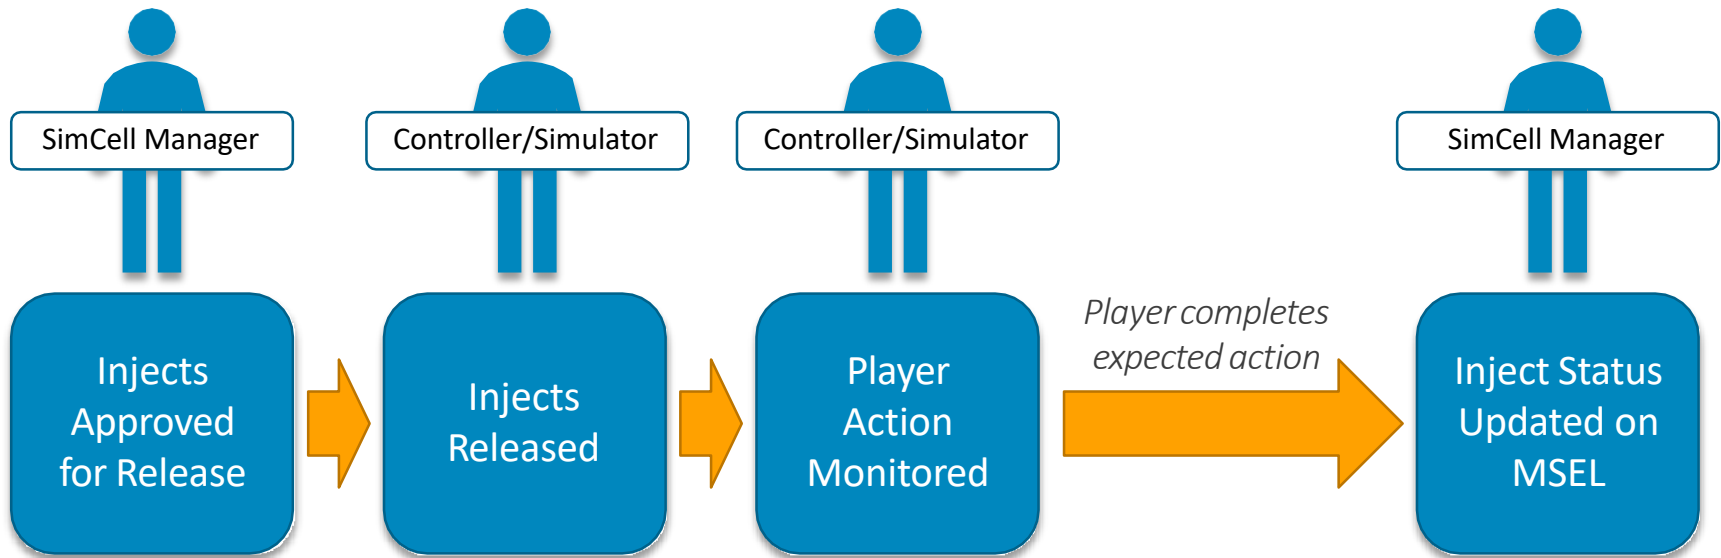 SimCell Manager
Controller/Simulator
Controller/Simulator
SimCell Manager
Injects
Approved
for Release
Injects
Released
Player
Action
Monitored
Player completes
expected action
Inject Status
Updated on
MSEL